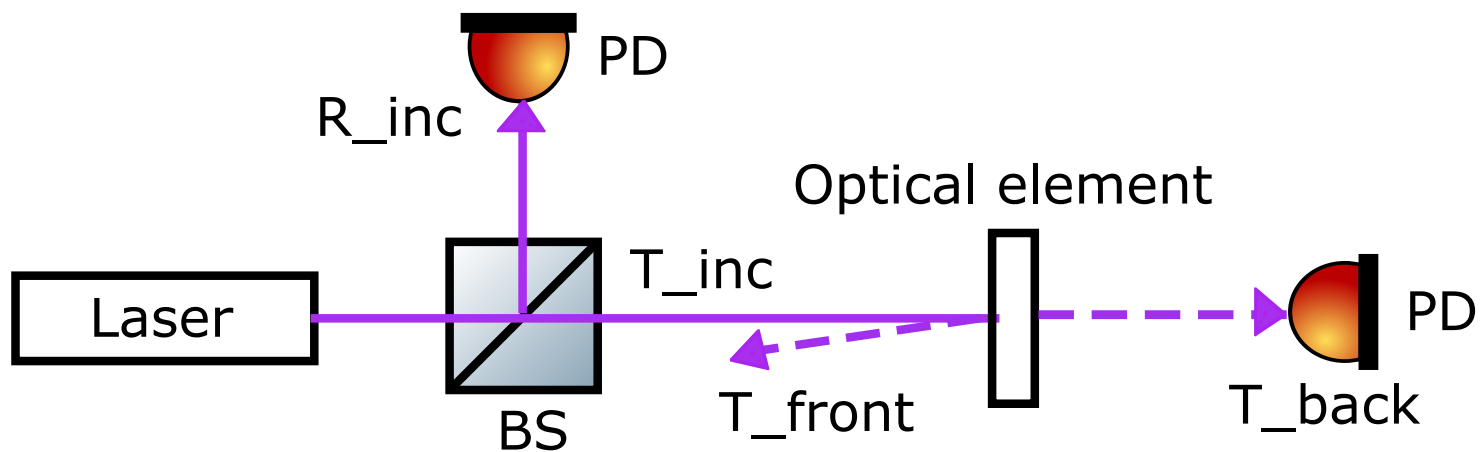 PD
R_inc
Optical element
T_inc
Laser
PD
T_front
T_back
BS